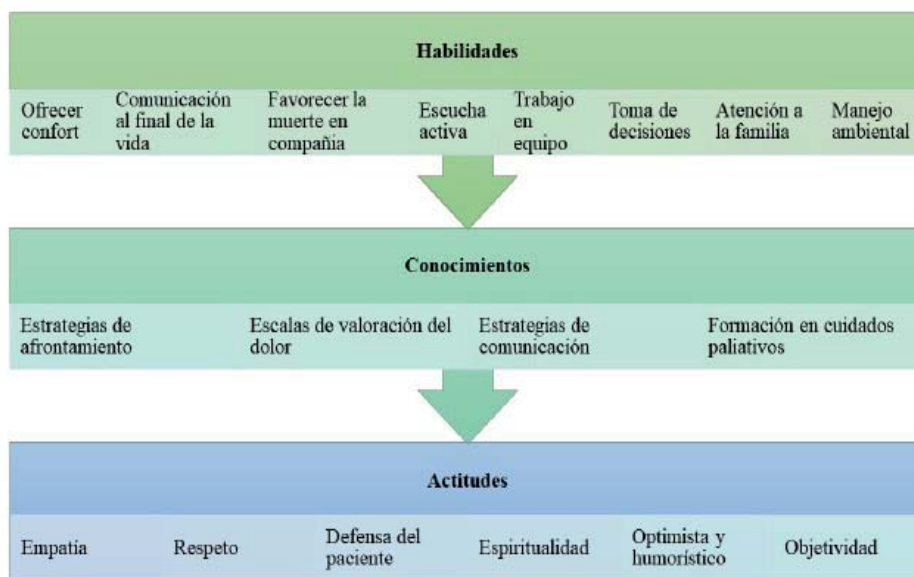 Habilidades
Ofrecer
confort
Comunicación
al final de la
vida
Favorecer la
muerte en
compañia
Escucha
activa
Trabajo
en
equipo
Toma de
decisiones
Atención a
la familia
Manejo
ambiental
Conocimientos
Estrategias de
afrontamiento
Escalas de valoración del
dolor
Estrategias de
comunicación
Formación en cuidados
paliativos
Actitudes
Empatía
Respeto
Defensa del
paciente
Espiritualidad
Optimista y
humorístico
Objetividad